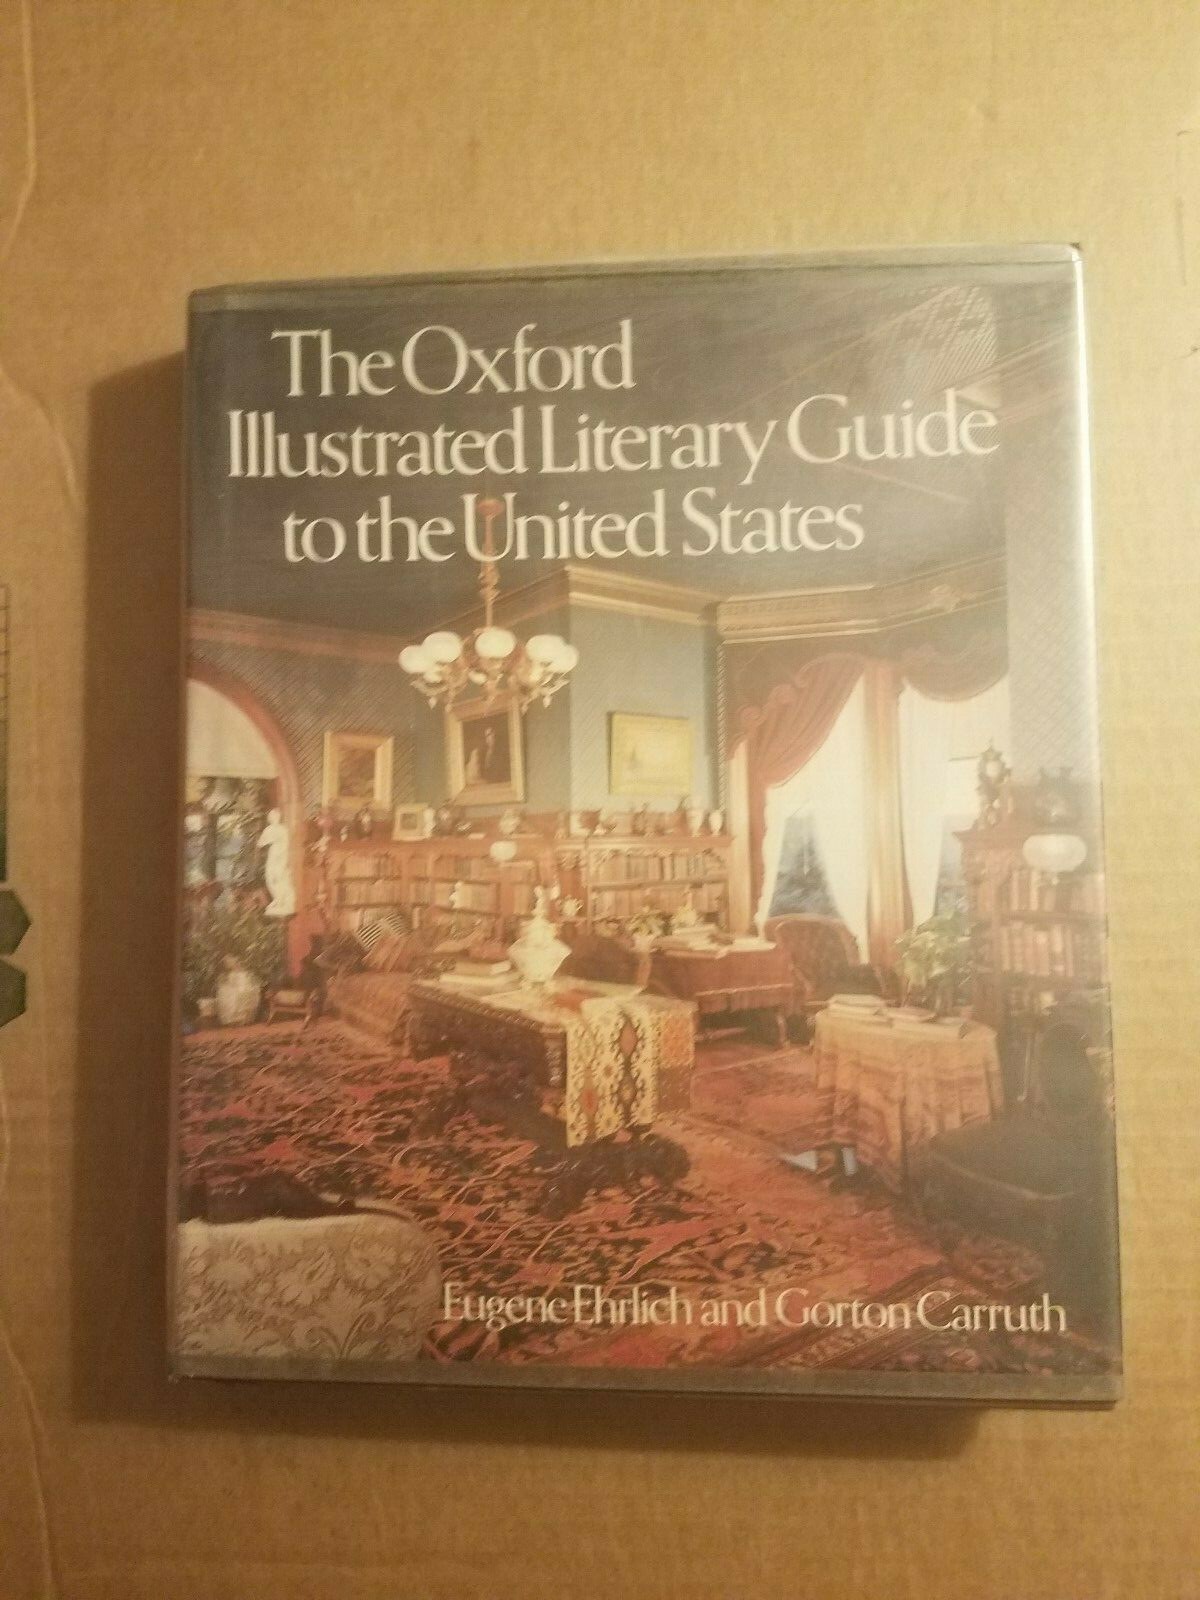 The Oxford
Illustrated Literary Guide
to the United States
Eugene Ehrlich and Gorton Carruth